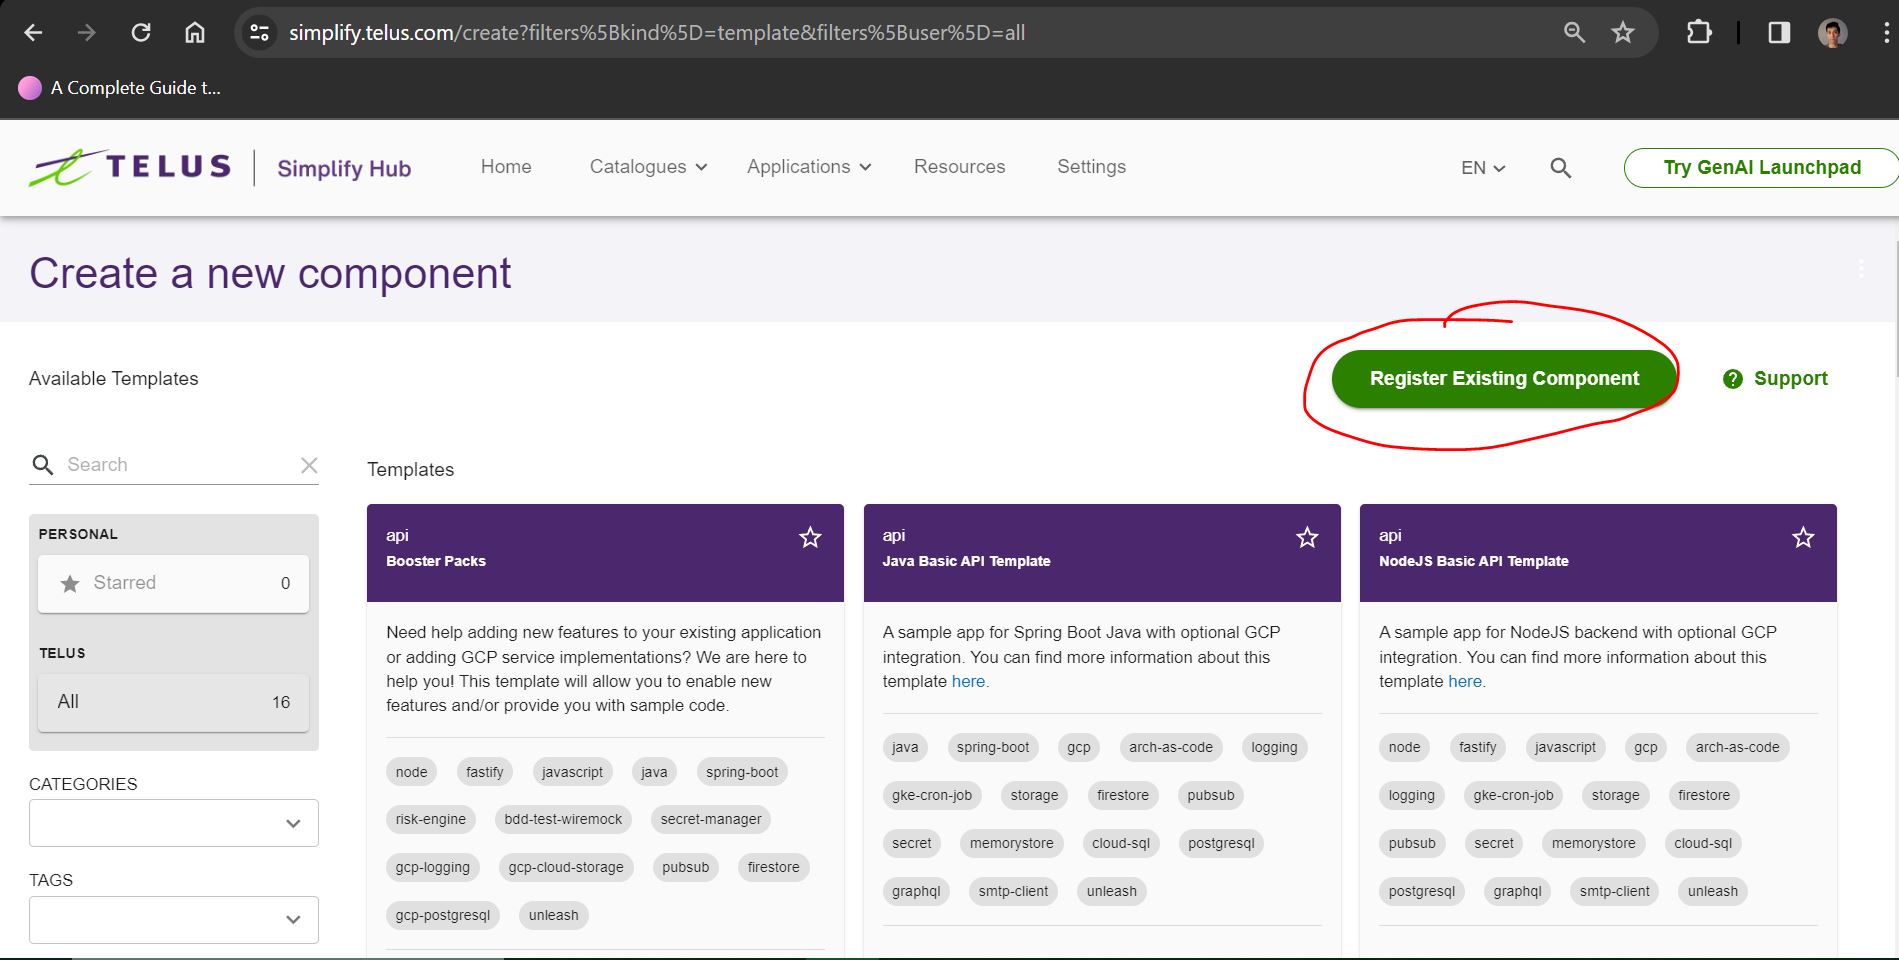 simplify.telus.com/create?filters%5Bkind%5D=template&filters%5Buser%5D=all
A Complete Guide t...
TELUS Simplify Hub Home Catalogues Applications Resources Settings EN Try GenAI Launchpad
Create a new component
Available Templates Register Existing Component Support
Search
PERSONAL
Starred 0
TELUS
All 16
CATEGORIES
TAGS
Templates
api
Booster Packs
Need help adding new features to your existing application
or adding GCP service implementations? We are here to
help you! This template will allow you to enable new
features and/or provide you with sample code.
node fastify javascript java spring-boot
risk-engine bdd-test-wiremock secret-manager
gcp-logging gcp-cloud-storage pubsub firestore
gcp-postgresql unleash
api
Java Basic API Template
A sample app for Spring Boot Java with optional GCP
integration. You can find more information about this
template here.
java spring-boot gcp arch-as-code logging
gke-cron-job storage firestore pubsub
secret memorystore cloud-sql postgresql
graphql smtp-client unleash
api
NodeJS Basic API Template
A sample app for NodeJS backend with optional GCP
integration. You can find more information about this
template here.
node fastify javascript gcp arch-as-code
logging gke-cron-job storage firestore
pubsub secret memorystore cloud-sql
postgresql graphql smtp-client unleash